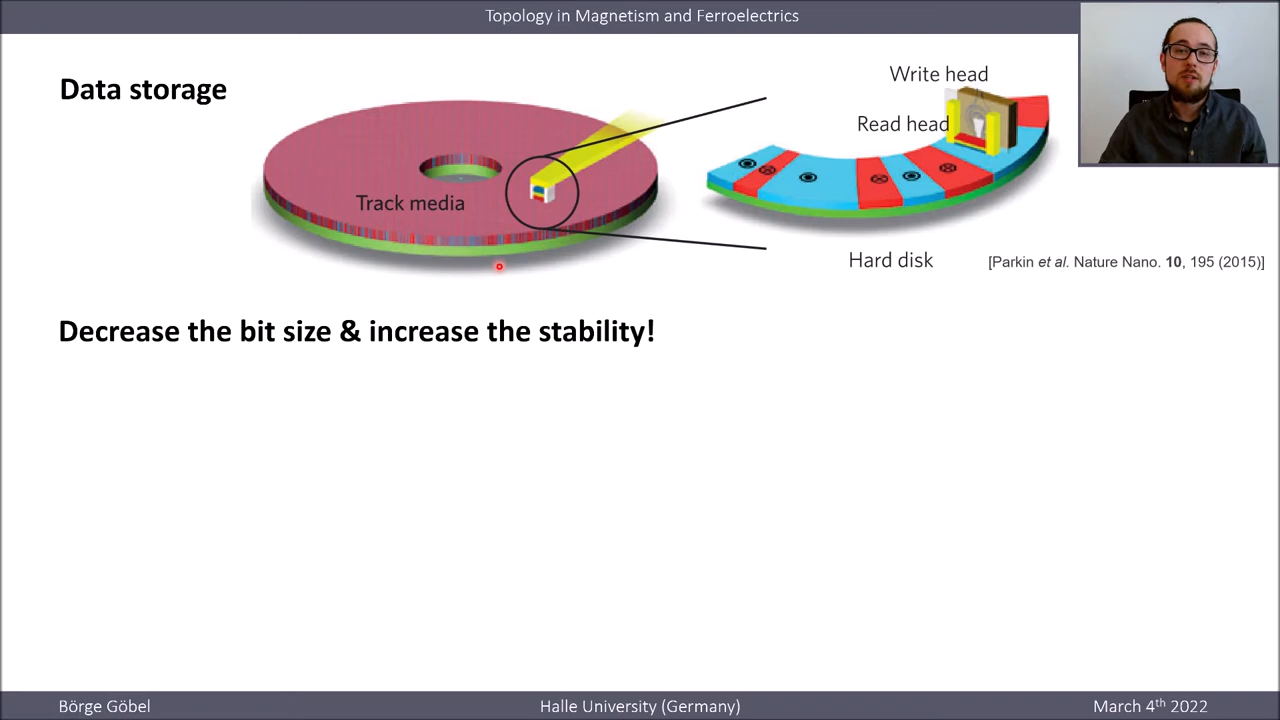 Topology in Magnetism and Ferroelectrics
Data storage
Write head
Read head
Track media
Hard disk
[Parkin et al. Nature Nano. 10, 195 (2015)]
Decrease the bit size & increase the stability!
Börge Göbel
Halle University (Germany)
March 4th 2022